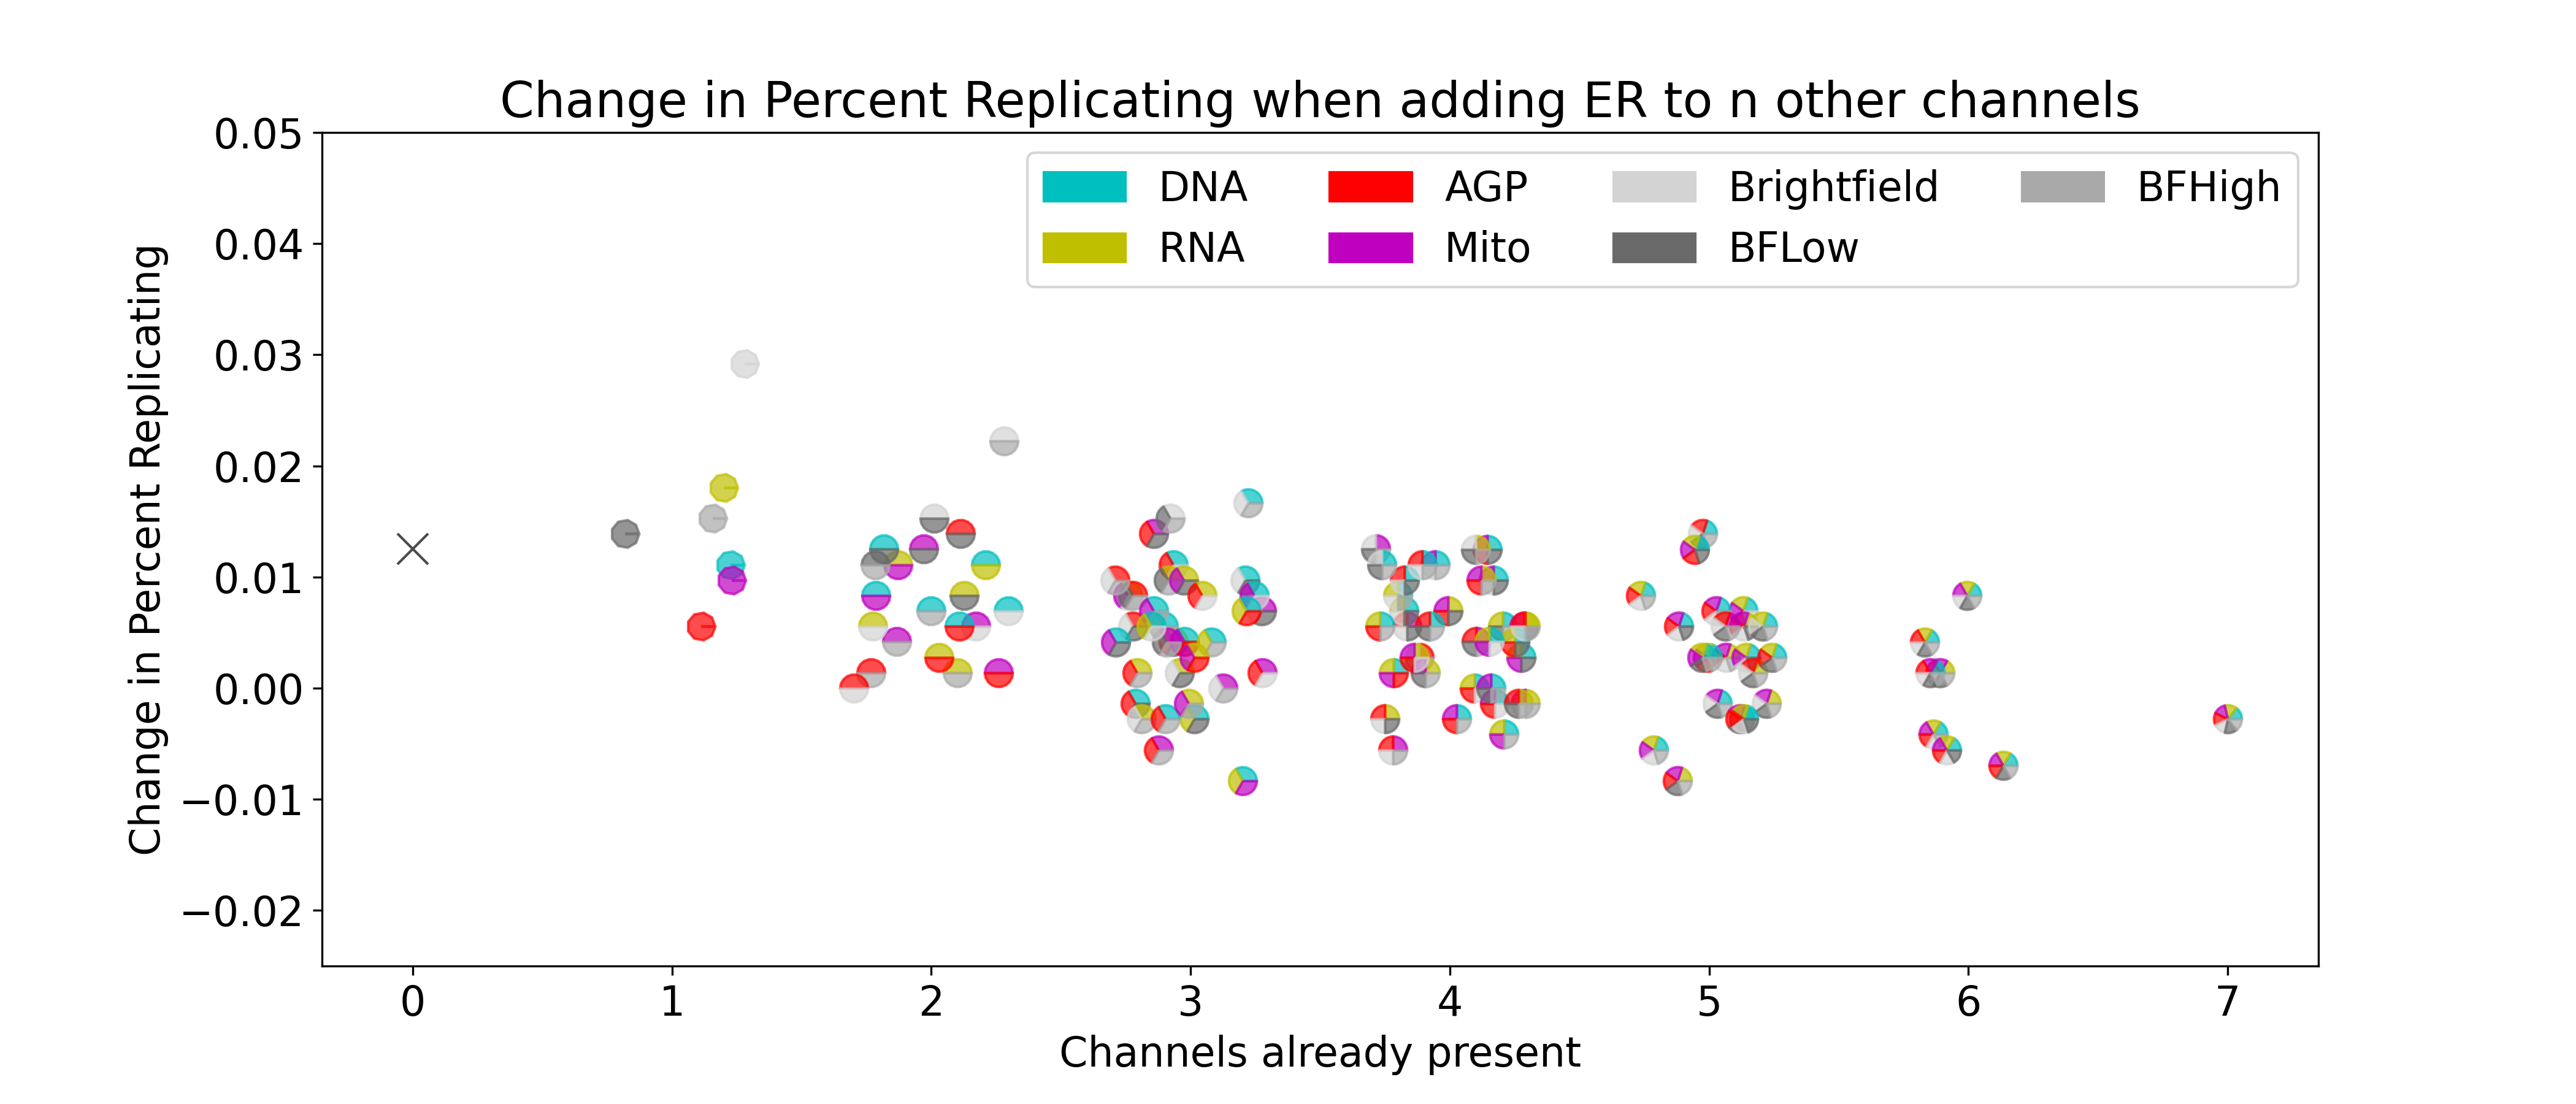 Change in Percent Replicating when adding ER to n other channels
0.05
0.04
0.03
0.02
0.01
0.00
−0.01
−0.02
Change in Percent Replicating
DNA
RNA
AGP
Mito
Brightfield
BFLow
BFHigh
0 1 2 3 4 5 6 7
Channels already present